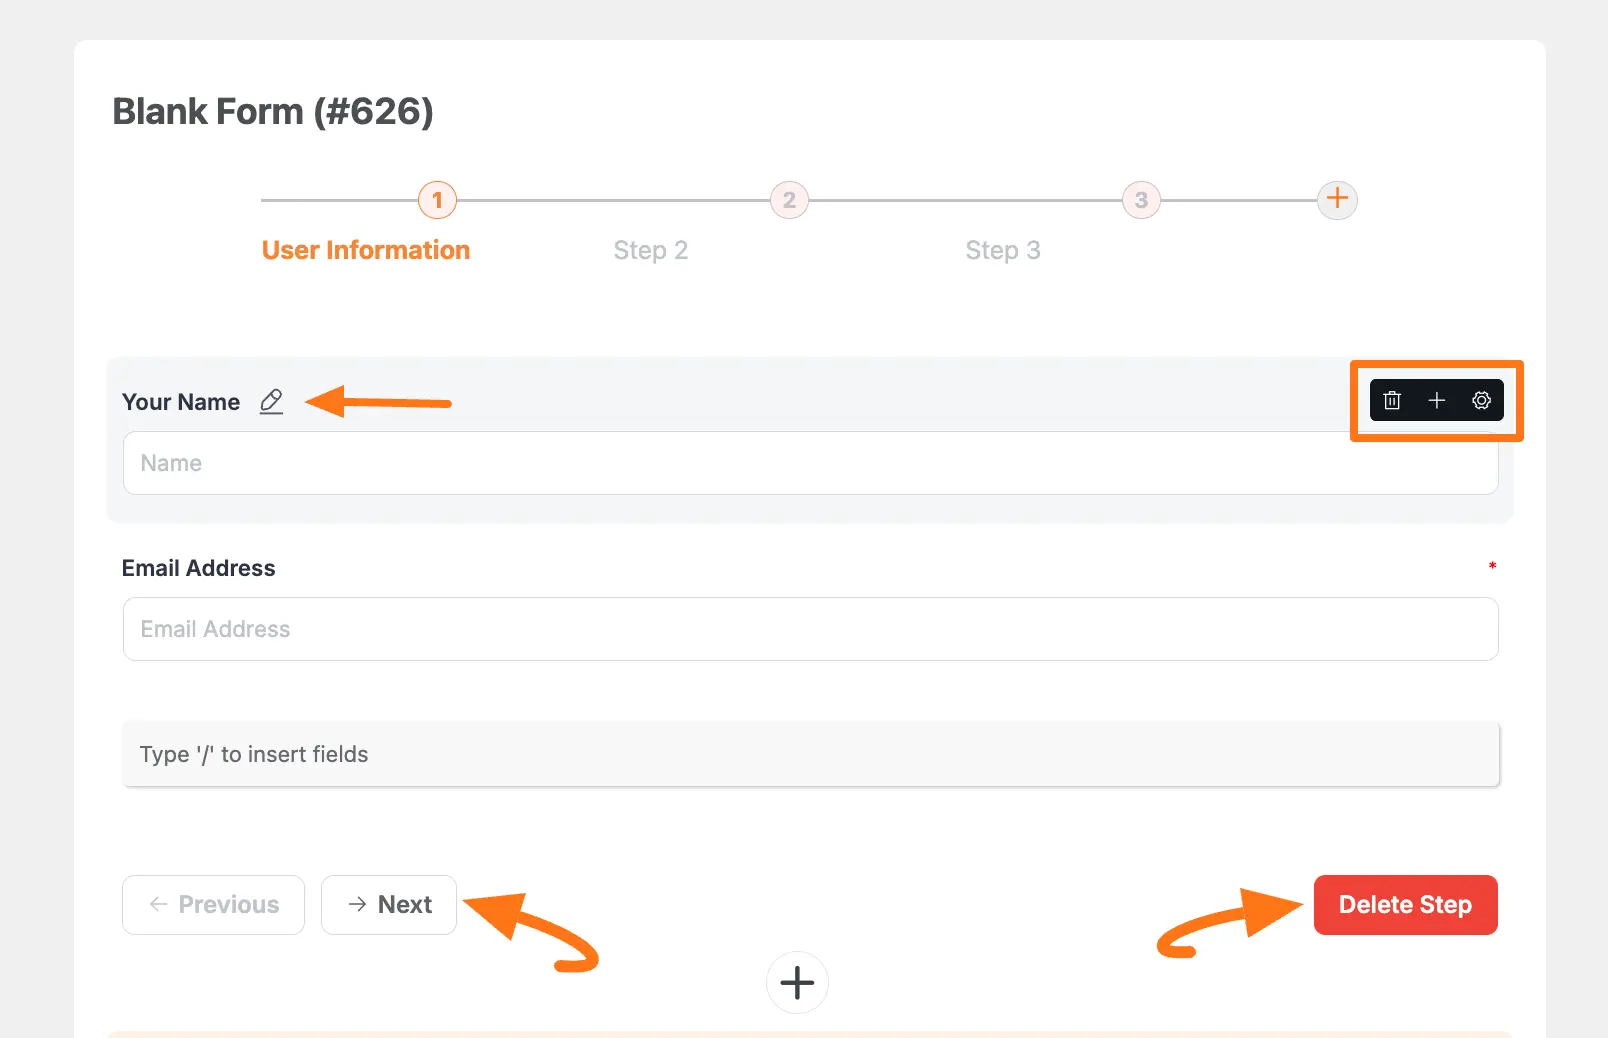 Blank Form (#626)
1 2 3
User Information Step 2 Step 3
Your Name
Name
Email Address *
Email Address
Type '/' to insert fields
Previous Next Delete Step